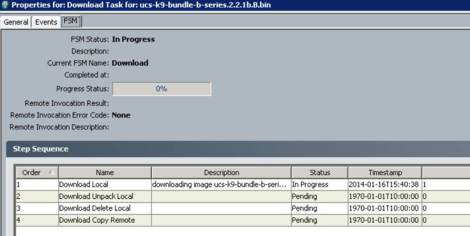 Properties for: Download Task for: ucs-k9-bundle-b-series.2.2.1b.B.bin
General Events FSM
FSM Status: In Progress
Description:
Current FSM Name: Download
Completed at:
Progress Status: 0%
Remote Invocation Result:
Remote Invocation Error Code: None
Remote Invocation Description:
Step Sequence
Order Name Description Status Timestamp
1 Download Local downloading image ucs-k9-bundle-b-seri... In Progress 2014-01-16T15:40:38 1
2 Download Unpack Local Pending 1970-01-01T10:00:00 0
3 Download Delete Local Pending 1970-01-01T10:00:00 0
4 Download Copy Remote Pending 1970-01-01T10:00:00 0